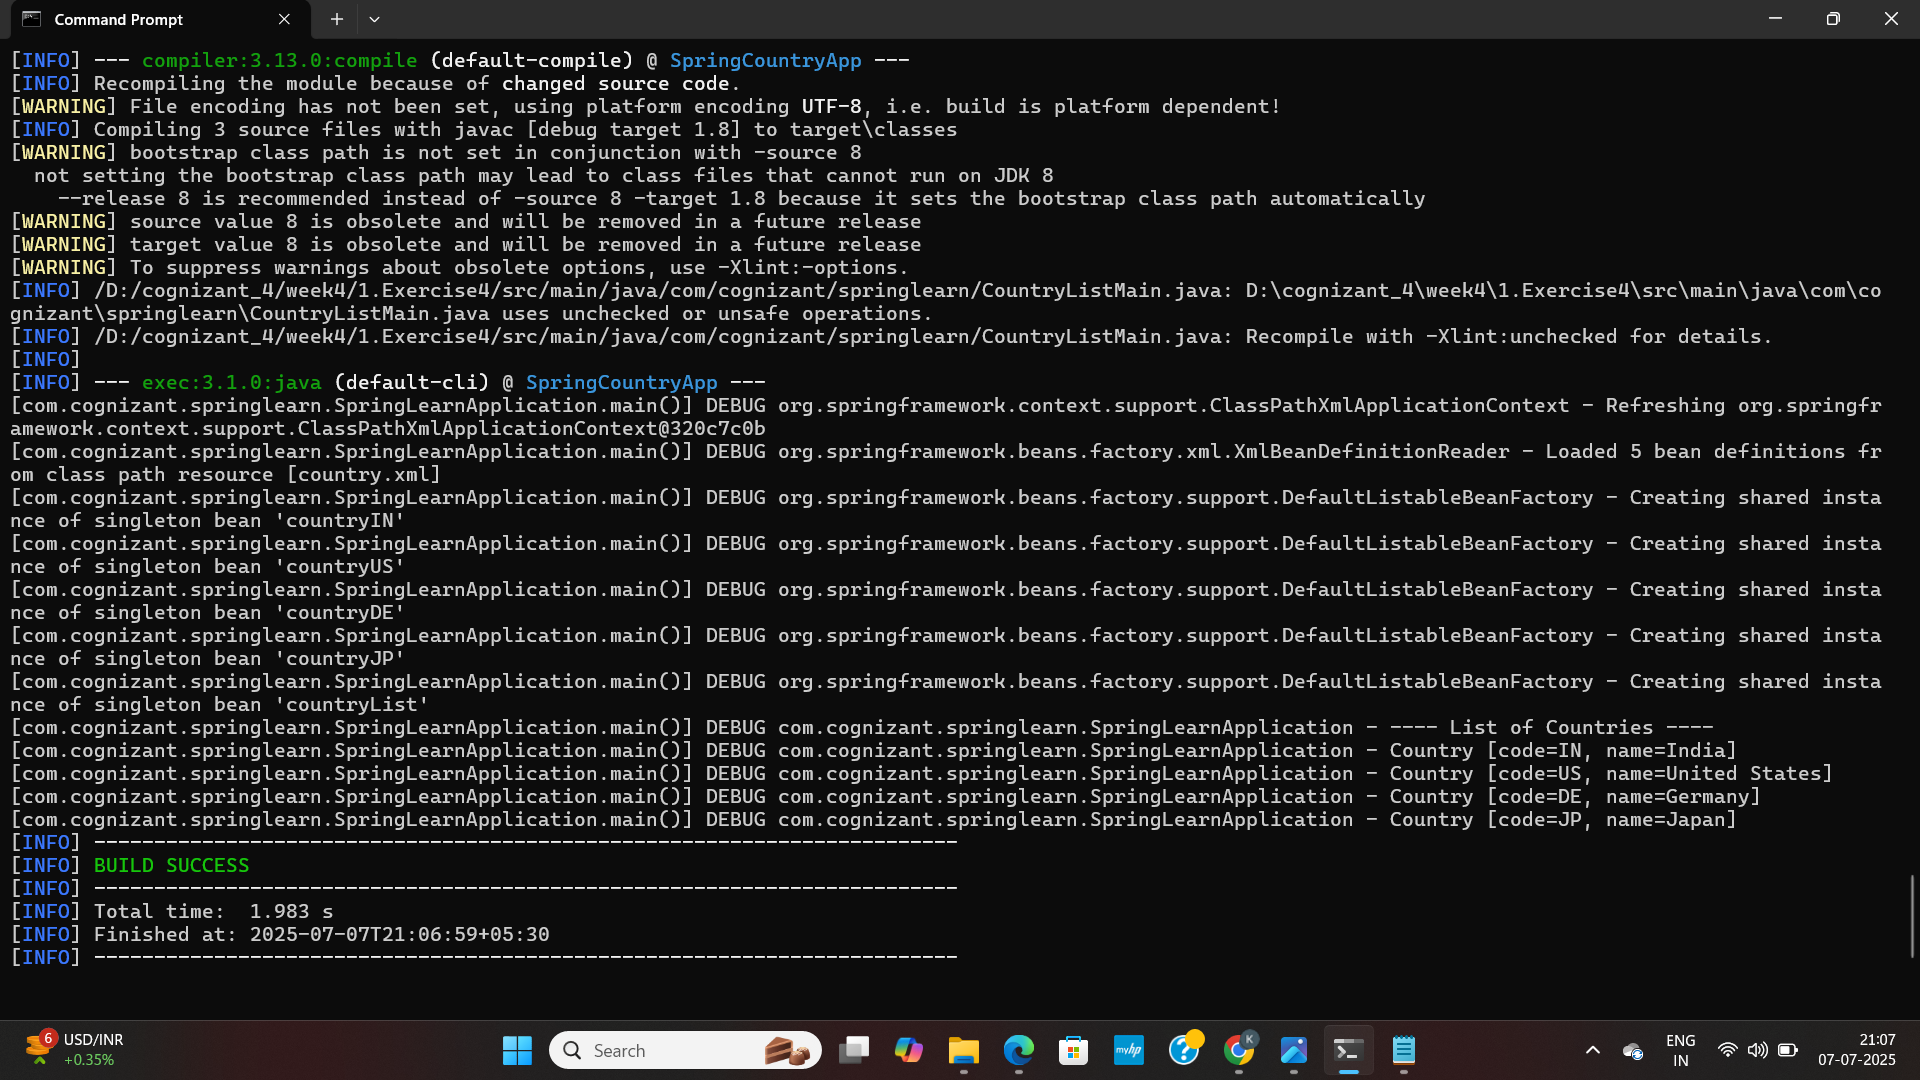 Command Prompt
[INFO] --- compiler:3.13.0:compile (default-compile) @ SpringCountryApp ---
[INFO] Recompiling the module because of changed source code.
[WARNING] File encoding has not been set, using platform encoding UTF-8, i.e. build is platform dependent!
[INFO] Compiling 3 source files with javac [debug target 1.8] to target\classes
[WARNING] bootstrap class path is not set in conjunction with -source 8
  not setting the bootstrap class path may lead to class files that cannot run on JDK 8
    --release 8 is recommended instead of -source 8 -target 1.8 because it sets the bootstrap class path automatically
[WARNING] source value 8 is obsolete and will be removed in a future release
[WARNING] target value 8 is obsolete and will be removed in a future release
[WARNING] To suppress warnings about obsolete options, use -Xlint:-options.
[INFO] /D:/cognizant_4/week4/1.Exercise4/src/main/java/com/cognizant/springlearn/CountryListMain.java: D:\cognizant_4\week4\1.Exercise4\src\main\java\com\co
gnizant\springlearn\CountryListMain.java uses unchecked or unsafe operations.
[INFO] /D:/cognizant_4/week4/1.Exercise4/src/main/java/com/cognizant/springlearn/CountryListMain.java: Recompile with -Xlint:unchecked for details.
[INFO]
[INFO] --- exec:3.1.0:java (default-cli) @ SpringCountryApp ---
[com.cognizant.springlearn.SpringLearnApplication.main()] DEBUG org.springframework.context.support.ClassPathXmlApplicationContext - Refreshing org.springfr
amework.context.support.ClassPathXmlApplicationContext@320c7c0b
[com.cognizant.springlearn.SpringLearnApplication.main()] DEBUG org.springframework.beans.factory.xml.XmlBeanDefinitionReader - Loaded 5 bean definitions fr
om class path resource [country.xml]
[com.cognizant.springlearn.SpringLearnApplication.main()] DEBUG org.springframework.beans.factory.support.DefaultListableBeanFactory - Creating shared insta
nce of singleton bean 'countryIN'
[com.cognizant.springlearn.SpringLearnApplication.main()] DEBUG org.springframework.beans.factory.support.DefaultListableBeanFactory - Creating shared insta
nce of singleton bean 'countryUS'
[com.cognizant.springlearn.SpringLearnApplication.main()] DEBUG org.springframework.beans.factory.support.DefaultListableBeanFactory - Creating shared insta
nce of singleton bean 'countryDE'
[com.cognizant.springlearn.SpringLearnApplication.main()] DEBUG org.springframework.beans.factory.support.DefaultListableBeanFactory - Creating shared insta
nce of singleton bean 'countryJP'
[com.cognizant.springlearn.SpringLearnApplication.main()] DEBUG org.springframework.beans.factory.support.DefaultListableBeanFactory - Creating shared insta
nce of singleton bean 'countryList'
[com.cognizant.springlearn.SpringLearnApplication.main()] DEBUG com.cognizant.springlearn.SpringLearnApplication - ---- List of Countries ----
[com.cognizant.springlearn.SpringLearnApplication.main()] DEBUG com.cognizant.springlearn.SpringLearnApplication - Country [code=IN, name=India]
[com.cognizant.springlearn.SpringLearnApplication.main()] DEBUG com.cognizant.springlearn.SpringLearnApplication - Country [code=US, name=United States]
[com.cognizant.springlearn.SpringLearnApplication.main()] DEBUG com.cognizant.springlearn.SpringLearnApplication - Country [code=DE, name=Germany]
[com.cognizant.springlearn.SpringLearnApplication.main()] DEBUG com.cognizant.springlearn.SpringLearnApplication - Country [code=JP, name=Japan]
[INFO] ------------------------------------------------------------------------
[INFO] BUILD SUCCESS
[INFO] ------------------------------------------------------------------------
[INFO] Total time:  1.983 s
[INFO] Finished at: 2025-07-07T21:06:59+05:30
[INFO] ------------------------------------------------------------------------
6
USD/INR
+0.35%
Search
myhp
K
ENG
IN
21:07
07-07-2025